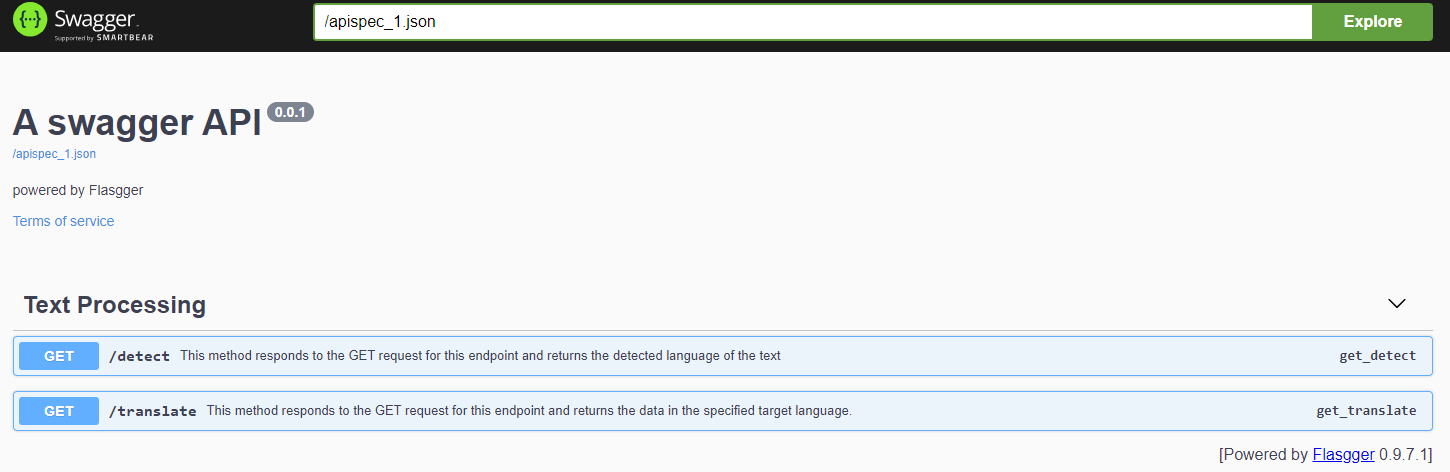 Swagger.
Supported by SMARTBEAR
/apispec_1.json
Explore
A swagger API 0.0.1
/apispec_1.json
powered by Flasgger
Terms of service
Text Processing
GET /detect This method responds to the GET request for this endpoint and returns the detected language of the text get_detect
GET /translate This method responds to the GET request for this endpoint and returns the data in the specified target language. get_translate
[Powered by Flasgger 0.9.7.1]